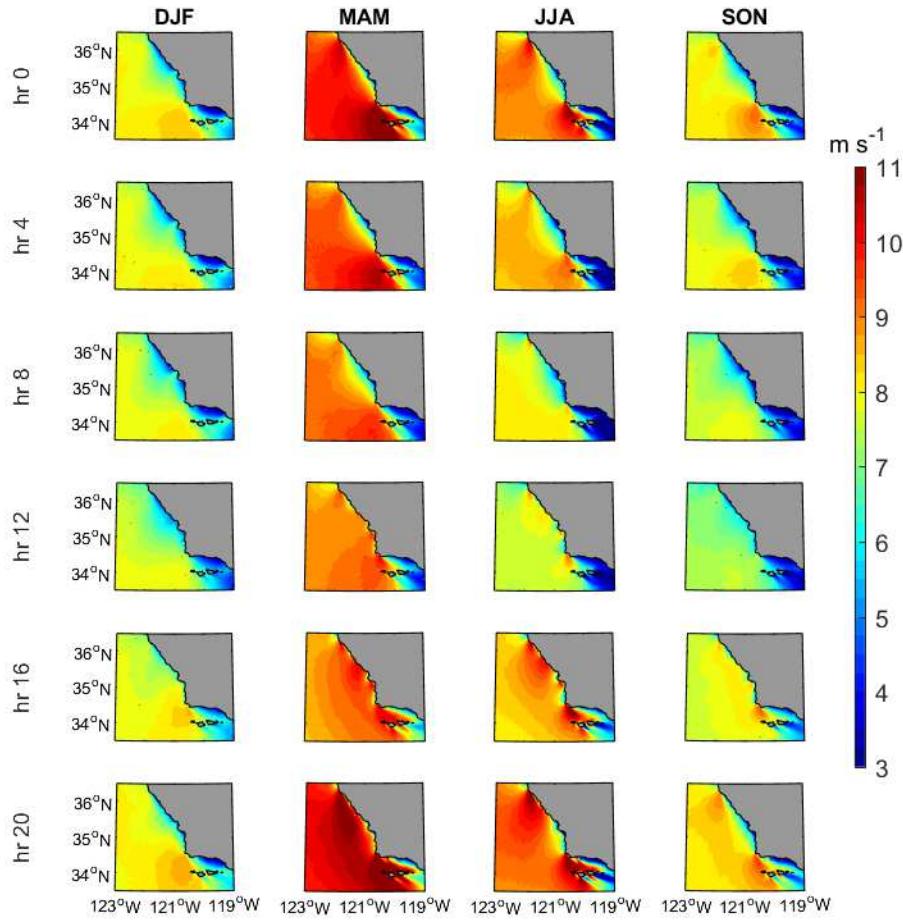 DJF MAM JJA SON
hr 0
36°N
35°N
34°N
m s⁻¹
11
10
9
8
7
6
5
4
3
hr 4
36°N
35°N
34°N
hr 8
36°N
35°N
34°N
hr 12
36°N
35°N
34°N
hr 16
36°N
35°N
34°N
hr 20
36°N
35°N
34°N
123°W 121°W 119°W 123°W 121°W 119°W 123°W 121°W 119°W 123°W 121°W 119°W